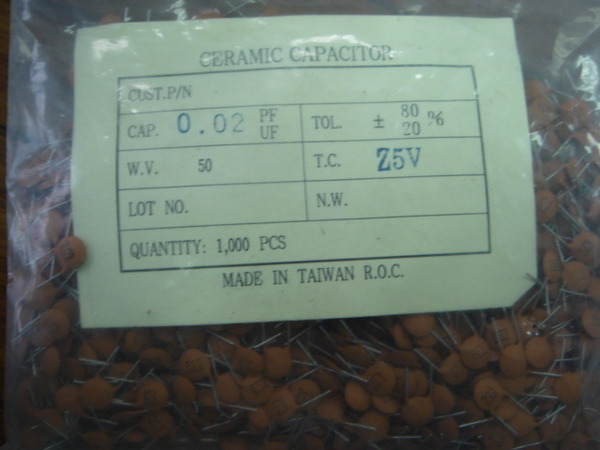 CERAMIC CAPACITOR
CUST.P/N
CAP. 0.02 PF UF TOL. ± 80 20 %
W.V. 50 T.C. Z5V
LOT NO. N.W.
QUANTITY: 1,000 PCS
MADE IN TAIWAN R.O.C.